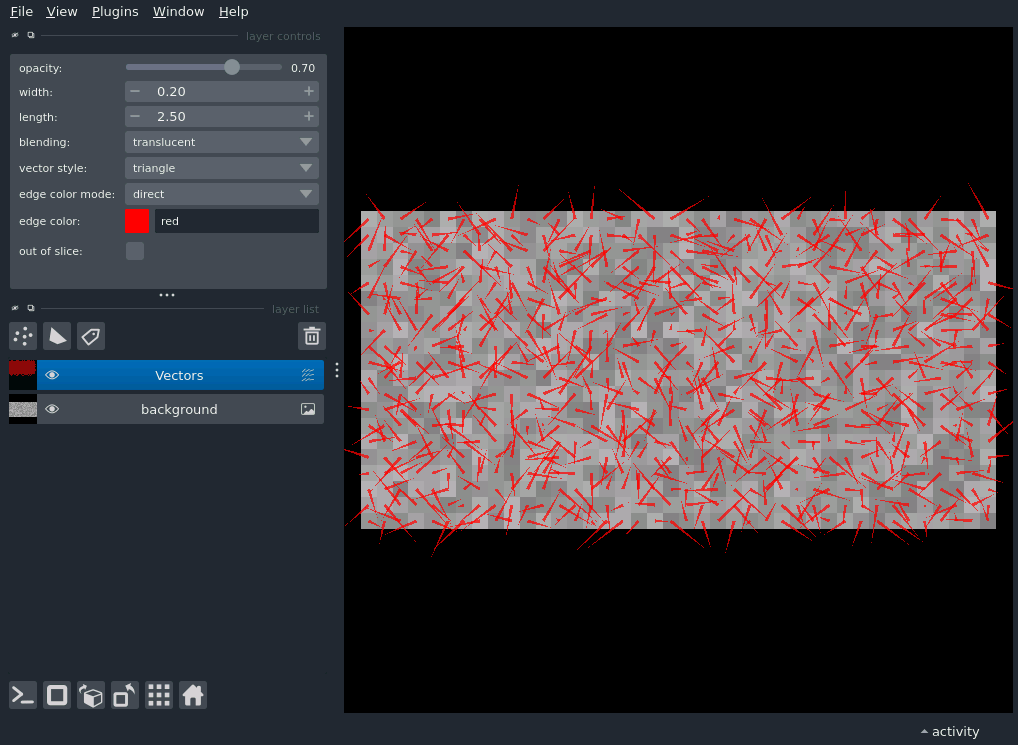 File View Plugins Window Help
layer controls
opacity: 0.70
width: 0.20
length: 2.50
blending: translucent
vector style: triangle
edge color mode: direct
edge color: red
out of slice:
layer list
Vectors
background
activity